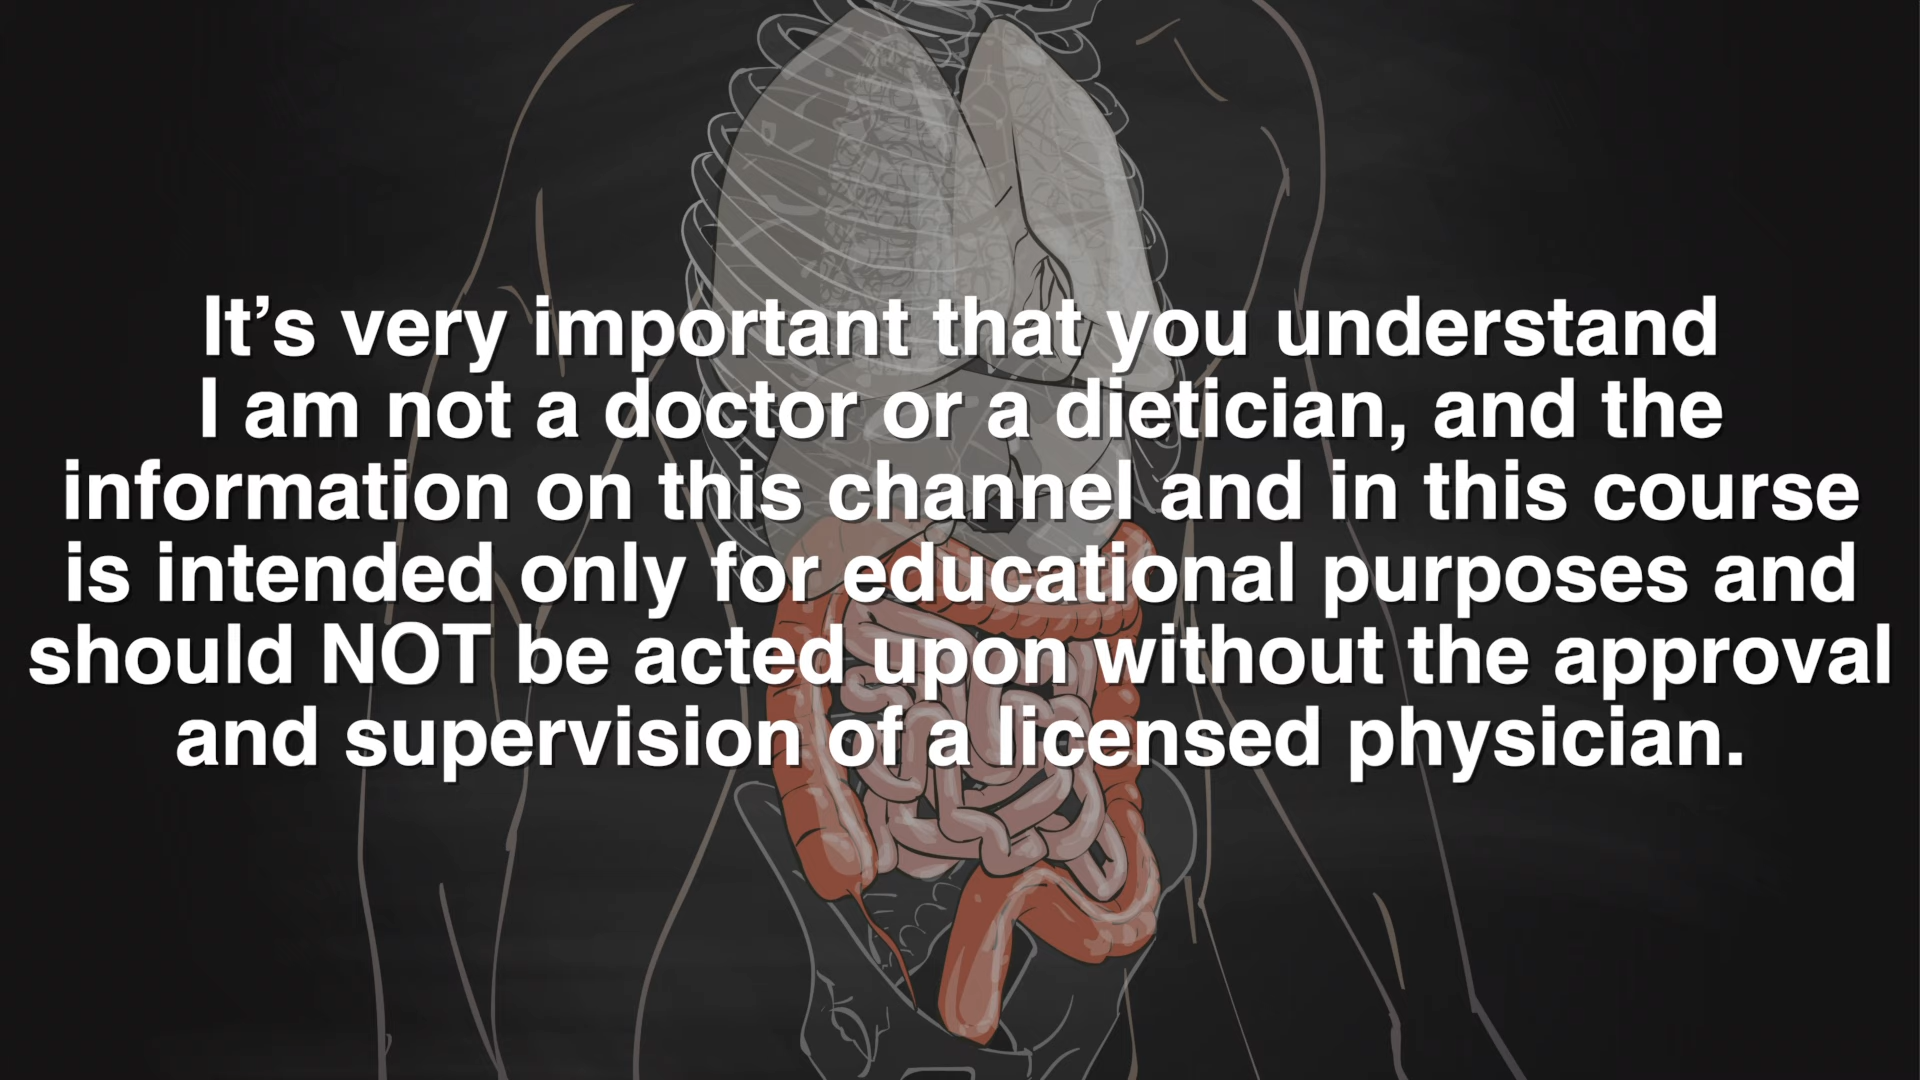 It’s very important that you understand
I am not a doctor or a dietician, and the
information on this channel and in this course
is intended only for educational purposes and
should NOT be acted upon without the approval
and supervision of a licensed physician.